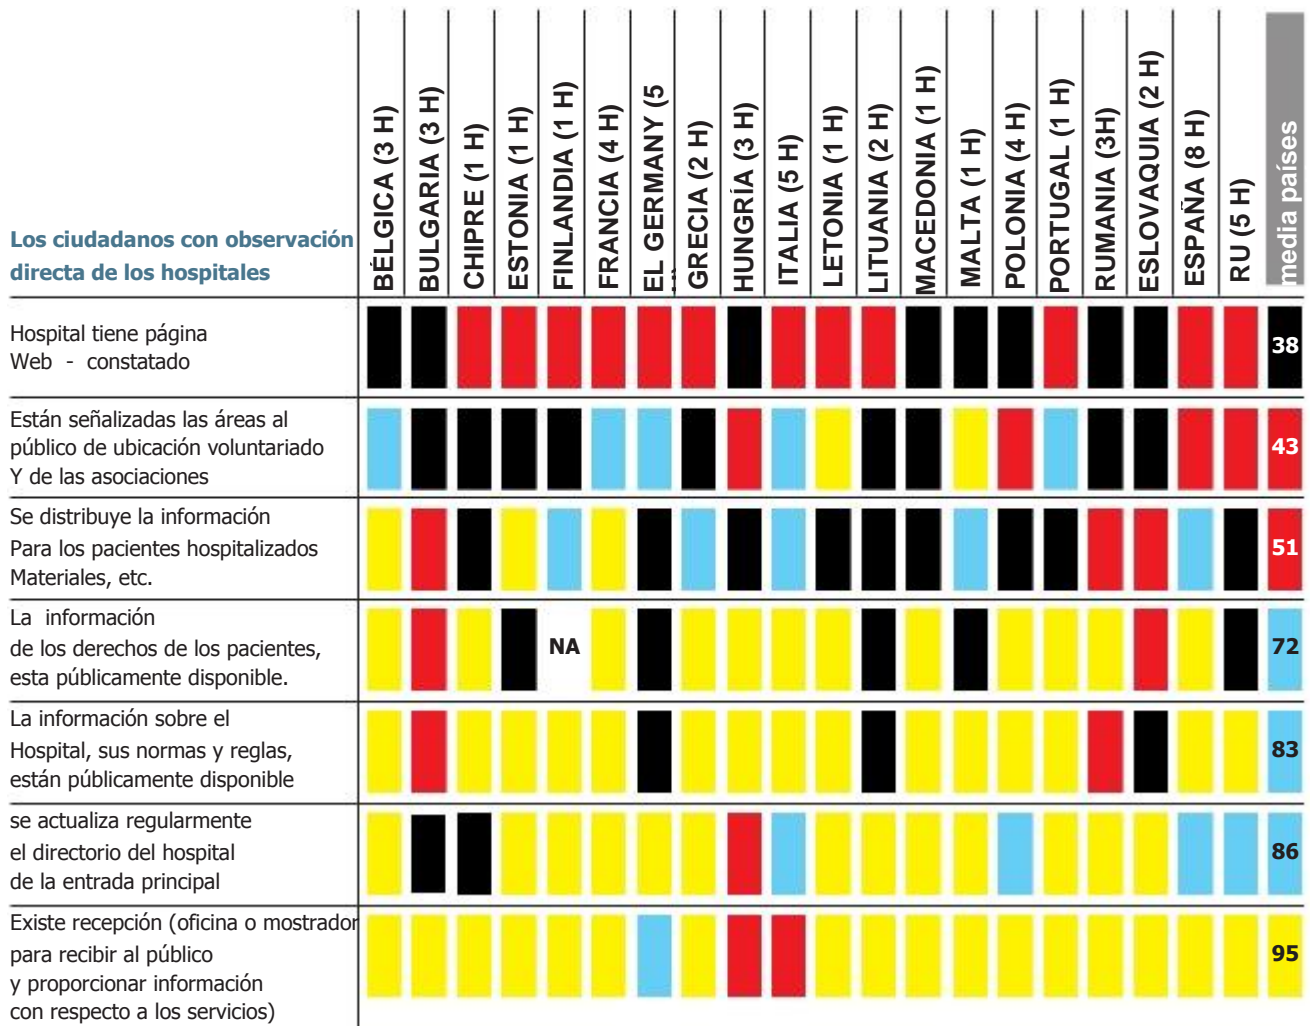 Los ciudadanos con observación
directa de los hospitales
BÉLGICA (3 H)
BULGARIA (3 H)
CHIPRE (1 H)
ESTONIA (1 H)
FINLANDIA (1 H)
FRANCIA (4 H)
EL GERMANY (5
GRECIA (2 H)
HUNGRÍA (3 H)
ITALIA (5 H)
LETONIA (1 H)
LITUANIA (2 H)
MACEDONIA (1 H)
MALTA (1 H)
POLONIA (4 H)
PORTUGAL (1 H)
RUMANIA (3H)
ESLOVAQUIA (2 H)
ESPAÑA (8 H)
RU (5 H)
media países
Hospital tiene página
Web - constatado
38
Están señalizadas las áreas al
público de ubicación voluntariado
Y de las asociaciones
43
Se distribuye la información
Para los pacientes hospitalizados
Materiales, etc.
51
La información
de los derechos de los pacientes,
esta públicamente disponible.
NA
72
La información sobre el
Hospital, sus normas y reglas,
están públicamente disponible
83
se actualiza regularmente
el directorio del hospital
de la entrada principal
86
Existe recepción (oficina o mostrador
para recibir al público
y proporcionar información
con respecto a los servicios)
95